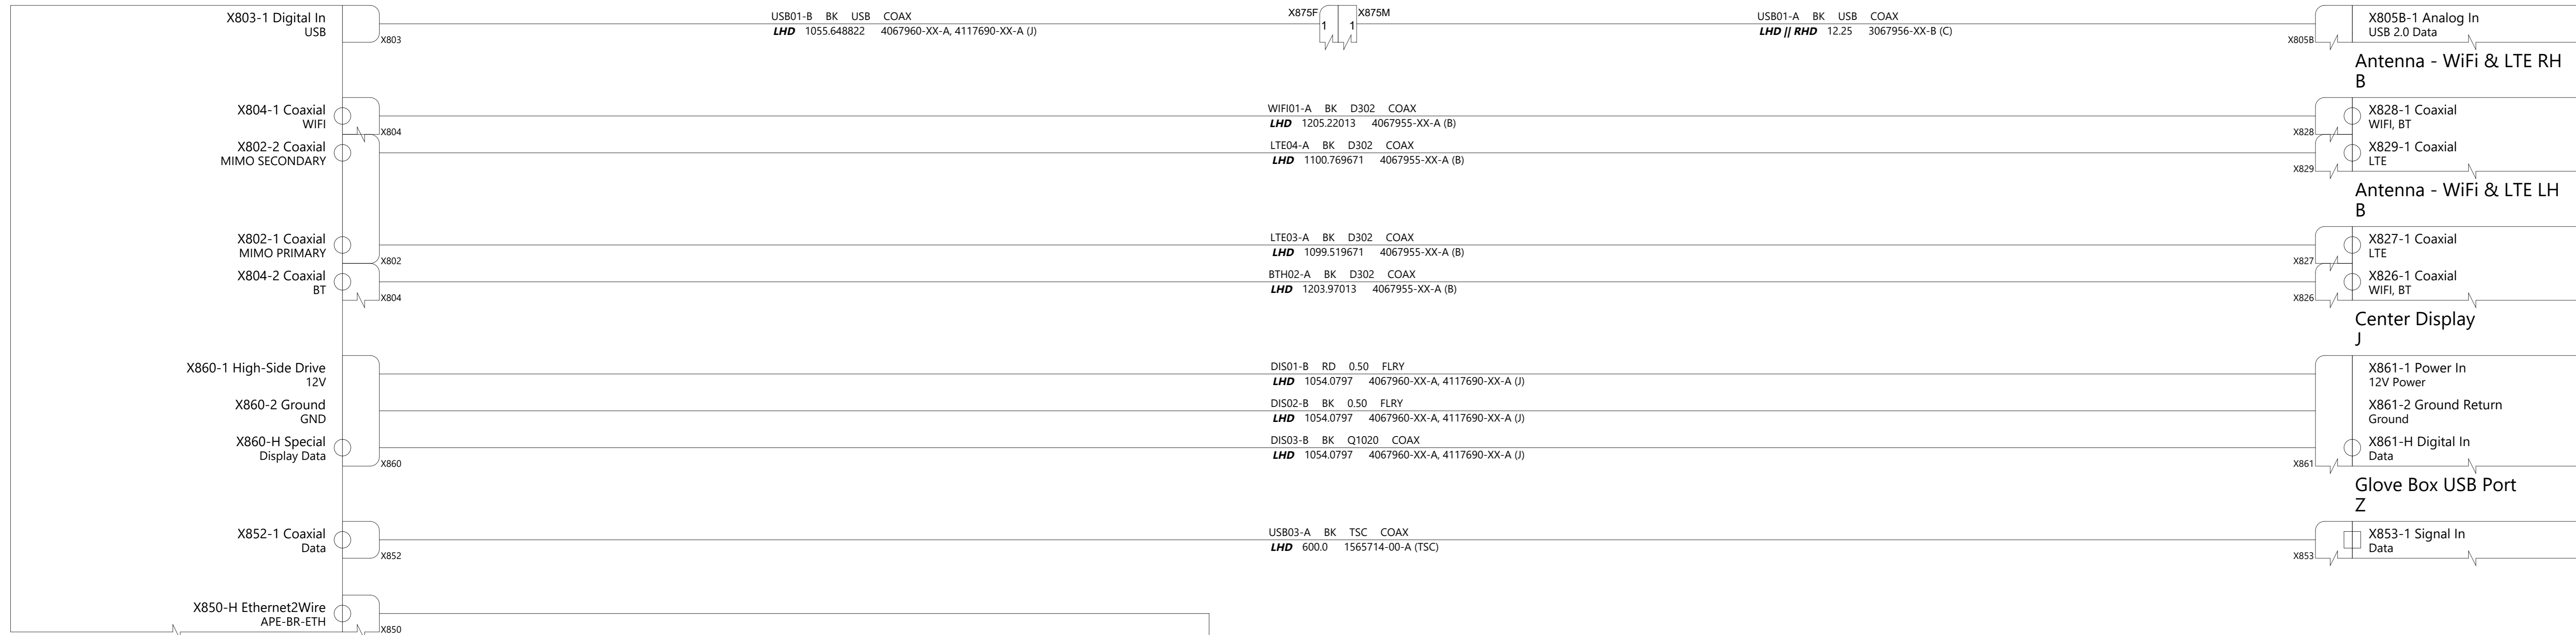 X803-1 Digital In
USB
X803
USB01-B BK USB COAX
LHD 1055.648822 4067960-XX-A, 4117690-XX-A (J)
X875F
1
1
X875M
USB01-A BK USB COAX
LHD || RHD 12.25 3067956-XX-B (C)
X805B
X805B-1 Analog In
USB 2.0 Data
Antenna - WiFi & LTE RH
B
X804-1 Coaxial
WIFI
X804
WIFI01-A BK D302 COAX
LHD 1205.22013 4067955-XX-A (B)
X828
X828-1 Coaxial
WIFI, BT
X802-2 Coaxial
MIMO SECONDARY
LTE04-A BK D302 COAX
LHD 1100.769671 4067955-XX-A (B)
X829
X829-1 Coaxial
LTE
Antenna - WiFi & LTE LH
B
X802-1 Coaxial
MIMO PRIMARY
X802
LTE03-A BK D302 COAX
LHD 1099.519671 4067955-XX-A (B)
X827
X827-1 Coaxial
LTE
X804-2 Coaxial
BT
X804
BTH02-A BK D302 COAX
LHD 1203.97013 4067955-XX-A (B)
X826
X826-1 Coaxial
WIFI, BT
Center Display
J
X860-1 High-Side Drive
12V
DIS01-B RD 0.50 FLRY
LHD 1054.0797 4067960-XX-A, 4117690-XX-A (J)
X861-1 Power In
12V Power
X860-2 Ground
GND
DIS02-B BK 0.50 FLRY
LHD 1054.0797 4067960-XX-A, 4117690-XX-A (J)
X861-2 Ground Return
Ground
X860-H Special
Display Data
X860
DIS03-B BK Q1020 COAX
LHD 1054.0797 4067960-XX-A, 4117690-XX-A (J)
X861
X861-H Digital In
Data
Glove Box USB Port
Z
X852-1 Coaxial
Data
X852
USB03-A BK TSC COAX
LHD 600.0 1565714-00-A (TSC)
X853
X853-1 Signal In
Data
X850-H Ethernet2Wire
APE-BR-ETH
X850